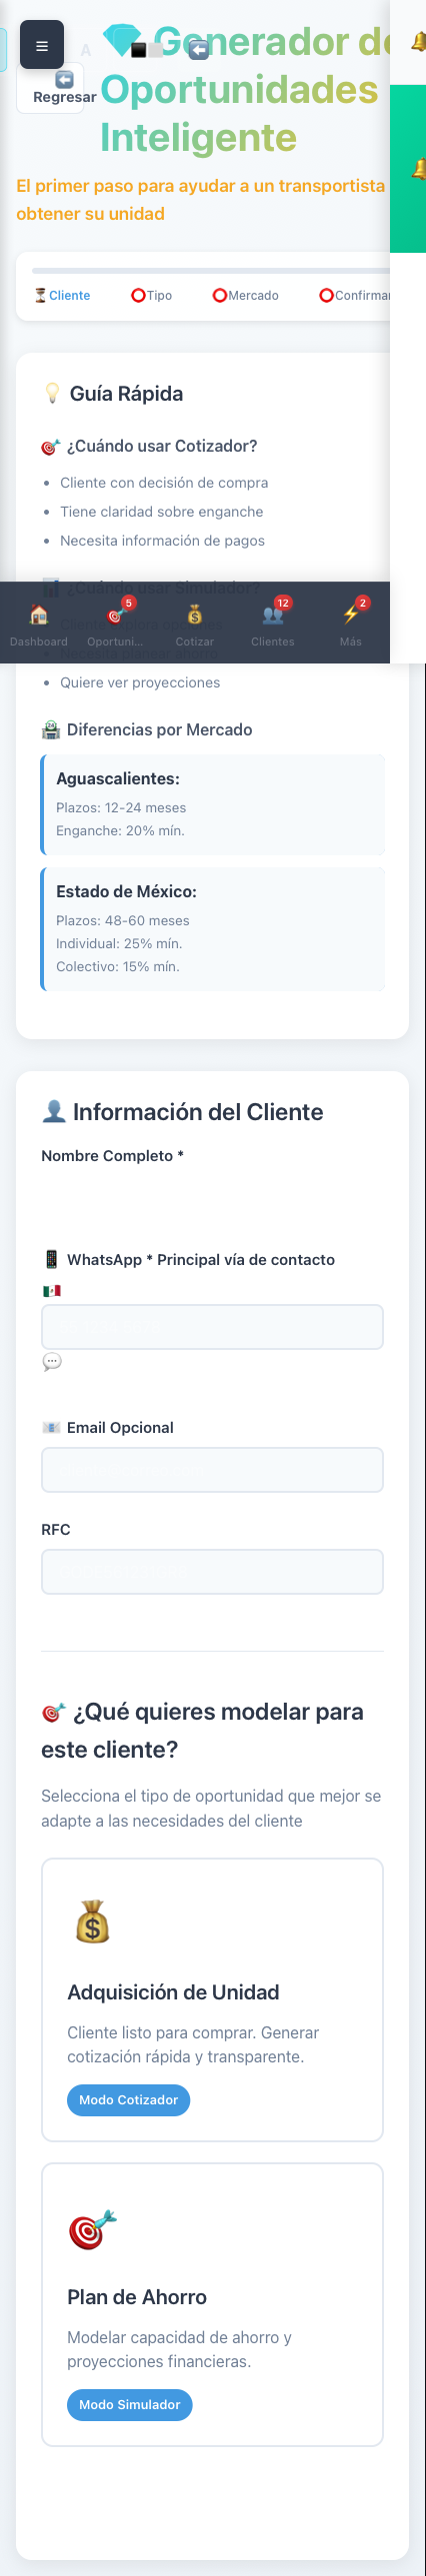 A
💎 Generador de
Oportunidades
Inteligente
Regresar
El primer paso para ayudar a un transportista
obtener su unidad
Cliente
Tipo
Mercado
Confirmar
Guía Rápida
¿Cuándo usar Cotizador?
Cliente con decisión de compra
Tiene claridad sobre enganche
Necesita información de pagos
¿Cuándo usar Simulador?
Dashboard
Oportuni...
5
Cotizar
Clientes
12
Más
2
Quiere ver proyecciones
Diferencias por Mercado
Aguascalientes:
Plazos: 12-24 meses
Enganche: 20% mín.
Estado de México:
Plazos: 48-60 meses
Individual: 25% mín.
Colectivo: 15% mín.
Información del Cliente
Nombre Completo *
WhatsApp * Principal vía de contacto
Email Opcional
RFC
¿Qué quieres modelar para
este cliente?
Selecciona el tipo de oportunidad que mejor se
adapte a las necesidades del cliente
Adquisición de Unidad
Cliente listo para comprar. Generar
cotización rápida y transparente.
Modo Cotizador
Plan de Ahorro
Modelar capacidad de ahorro y
proyecciones financieras.
Modo Simulador